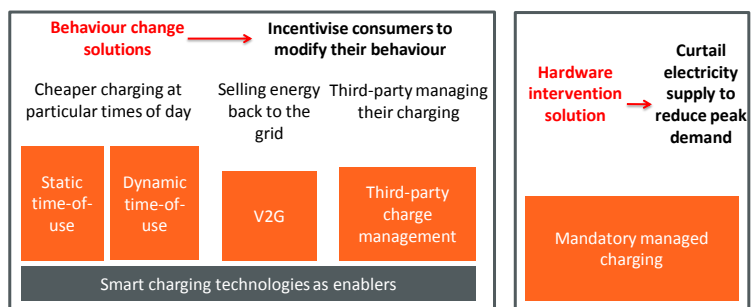 Behaviour change
solutions
Incentivise consumers to
modify their behaviour
Cheaper charging at
particular times of day
Selling energy
back to the
grid
Third-party managing
their charging
Static
time-of-
use
Dynamic
time-of-
use
V2G
Third-party
charge
management
Smart charging technologies as enablers
Hardware
intervention
solution
Curtail
electricity
supply to
reduce peak
demand
Mandatory managed
charging